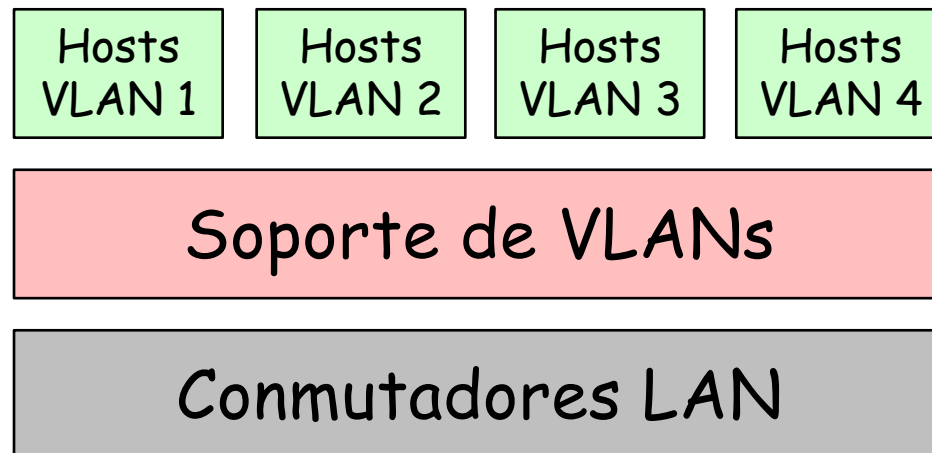 Hosts
VLAN 1
Hosts
VLAN 2
Hosts
VLAN 3
Hosts
VLAN 4
Soporte de VLANs
Conmutadores LAN